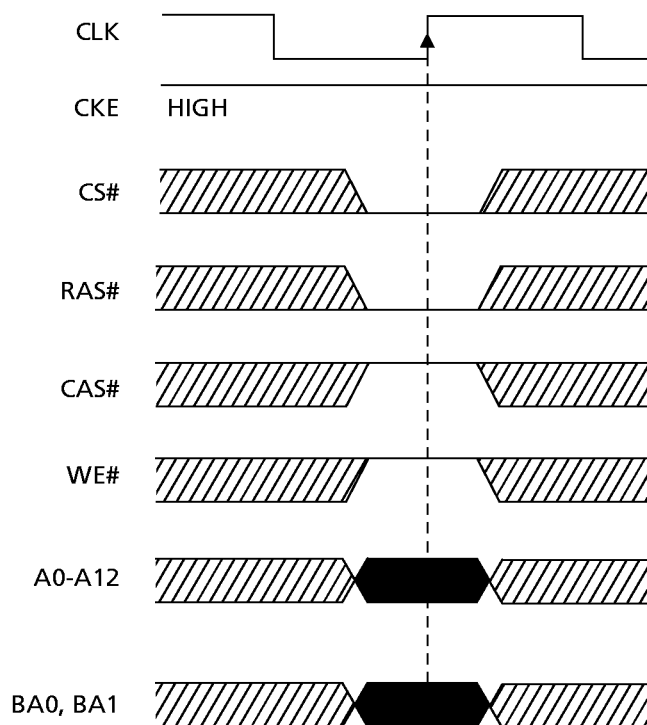 CLK
CKE HIGH
CS#
RAS#
CAS#
WE#
A0-A12
BA0, BA1